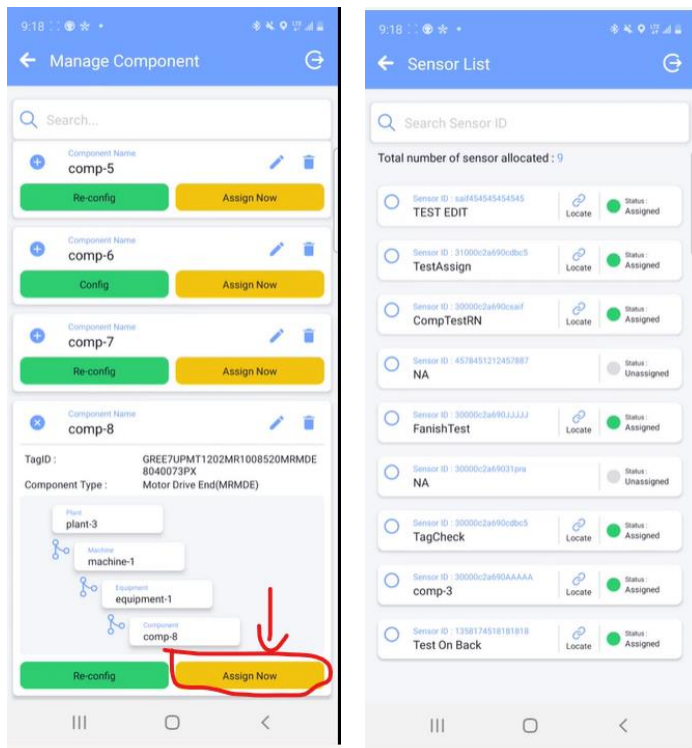 9:18
Manage Component
Search...
Component Name
comp-5
Re-config
Assign Now
Component Name
comp-6
Config
Assign Now
Component Name
comp-7
Re-config
Assign Now
Component Name
comp-8
TagID :
GREE7UPMT1202MR1008520MRMDE
8040073PX
Component Type :
Motor Drive End(MRMDE)
Plant
plant-3
Machine
machine-1
Equipment
equipment-1
Component
comp-8
Re-config
Assign Now
9:18
Sensor List
Search Sensor ID
Total number of sensor allocated : 9
Sensor ID : saif454545454545
TEST EDIT
Locate
Status :
Assigned
Sensor ID : 31000c2a690cdbc5
TestAssign
Locate
Status :
Assigned
Sensor ID : 30000c2a690csaif
CompTestRN
Locate
Status :
Assigned
Sensor ID : 4578451212457887
NA
Status :
Unassigned
Sensor ID : 30000c2a690JJJJJ
FanishTest
Locate
Status :
Assigned
Sensor ID : 30000c2a69031pra
NA
Status :
Unassigned
Sensor ID : 30000c2a690cdbc5
TagCheck
Locate
Status :
Assigned
Sensor ID : 30000c2a690AAAAA
comp-3
Locate
Status :
Assigned
Sensor ID : 1358174518181818
Test On Back
Locate
Status :
Assigned